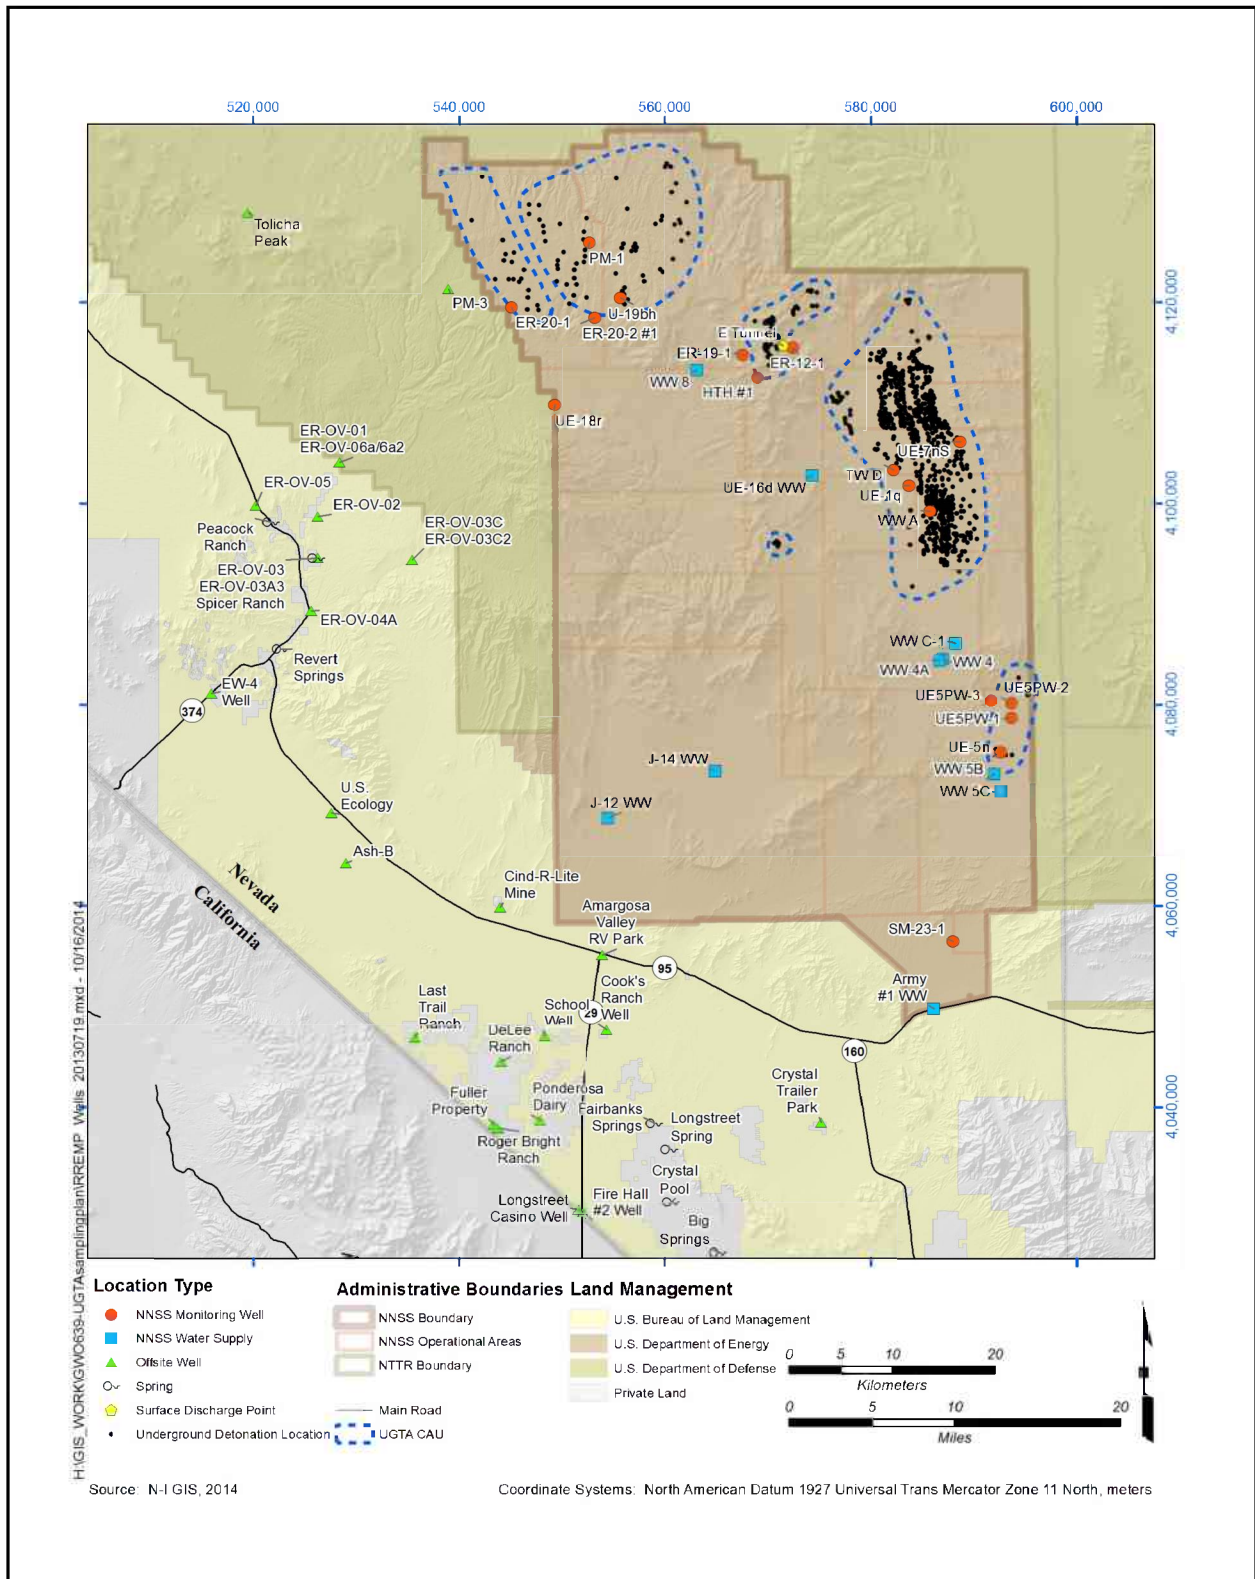 520,000
540,000
560,000
580,000
600,000
4,120,000
4,100,000
4,080,000
4,060,000
4,040,000
Tolicha
Peak
PM-3
PM-1
U-19bh
ER-20-1
ER-20-2 #1
E Tunnel
ER-19-1
ER-12-1
WW 8
HTH #1
UE-18r
UE-7nS
TW D
UE-16d WW
UE-1q
WW A
ER-OV-01
ER-OV-06a/6a2
ER-OV-05
ER-OV-02
Peacock
Ranch
ER-OV-03C
ER-OV-03C2
ER-OV-03
ER-OV-03A3
Spicer Ranch
ER-OV-04A
Revert
Springs
EW-4
Well
374
WW C-1
WW 4A
WW 4
UE5PW-3
UE5PW-2
UE5PW-1
UE-5n
WW 5B
WW 5C
J-14 WW
J-12 WW
U.S.
Ecology
Ash-B
Nevada
California
Cind-R-Lite
Mine
Amargosa
Valley
RV Park
95
SM-23-1
Army
#1 WW
Last
Trail
Ranch
School
Well
29
Cook's
Ranch
Well
DeLee
Ranch
160
Crystal
Trailer
Park
Fuller
Property
Ponderosa
Dairy
Fairbanks
Springs
Longstreet
Spring
Roger Bright
Ranch
Crystal
Pool
Longstreet
Casino Well
Fire Hall
#2 Well
Big
Springs
H:\GIS_WORK\GWO639-UGTAsamplingplan\RREMP_Wells_20130719.mxd - 10/16/2014
Location Type
NNSS Monitoring Well
NNSS Water Supply
Offsite Well
Spring
Surface Discharge Point
Underground Detonation Location
Administrative Boundaries
NNSS Boundary
NNSS Operational Areas
NTTR Boundary
Main Road
UGTA CAU
Land Management
U.S. Bureau of Land Management
U.S. Department of Energy
U.S. Department of Defense
Private Land
0 5 10 20
Kilometers
0 5 10 20
Miles
Source: N-I GIS, 2014
Coordinate Systems: North American Datum 1927 Universal Trans Mercator Zone 11 North, meters